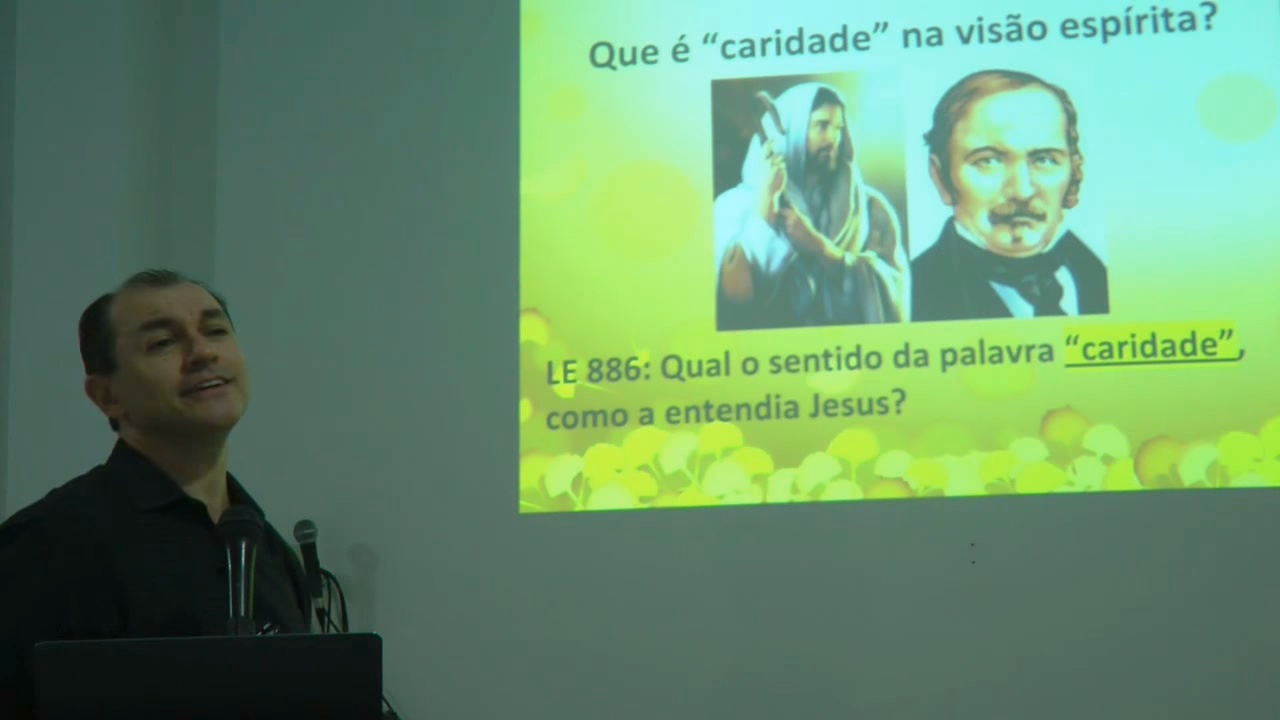 Que é “caridade” na visão espírita?
LE 886: Qual o sentido da palavra “caridade”,
como a entendia Jesus?